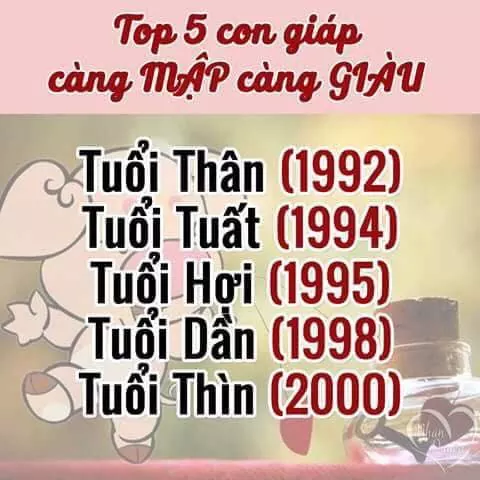 Top 5 con giáp
càng MẬP càng GIÀU
Tuổi Thân (1992)
Tuổi Tuất (1994)
Tuổi Hợi (1995)
Tuổi Dần (1998)
Tuổi Thìn (2000)